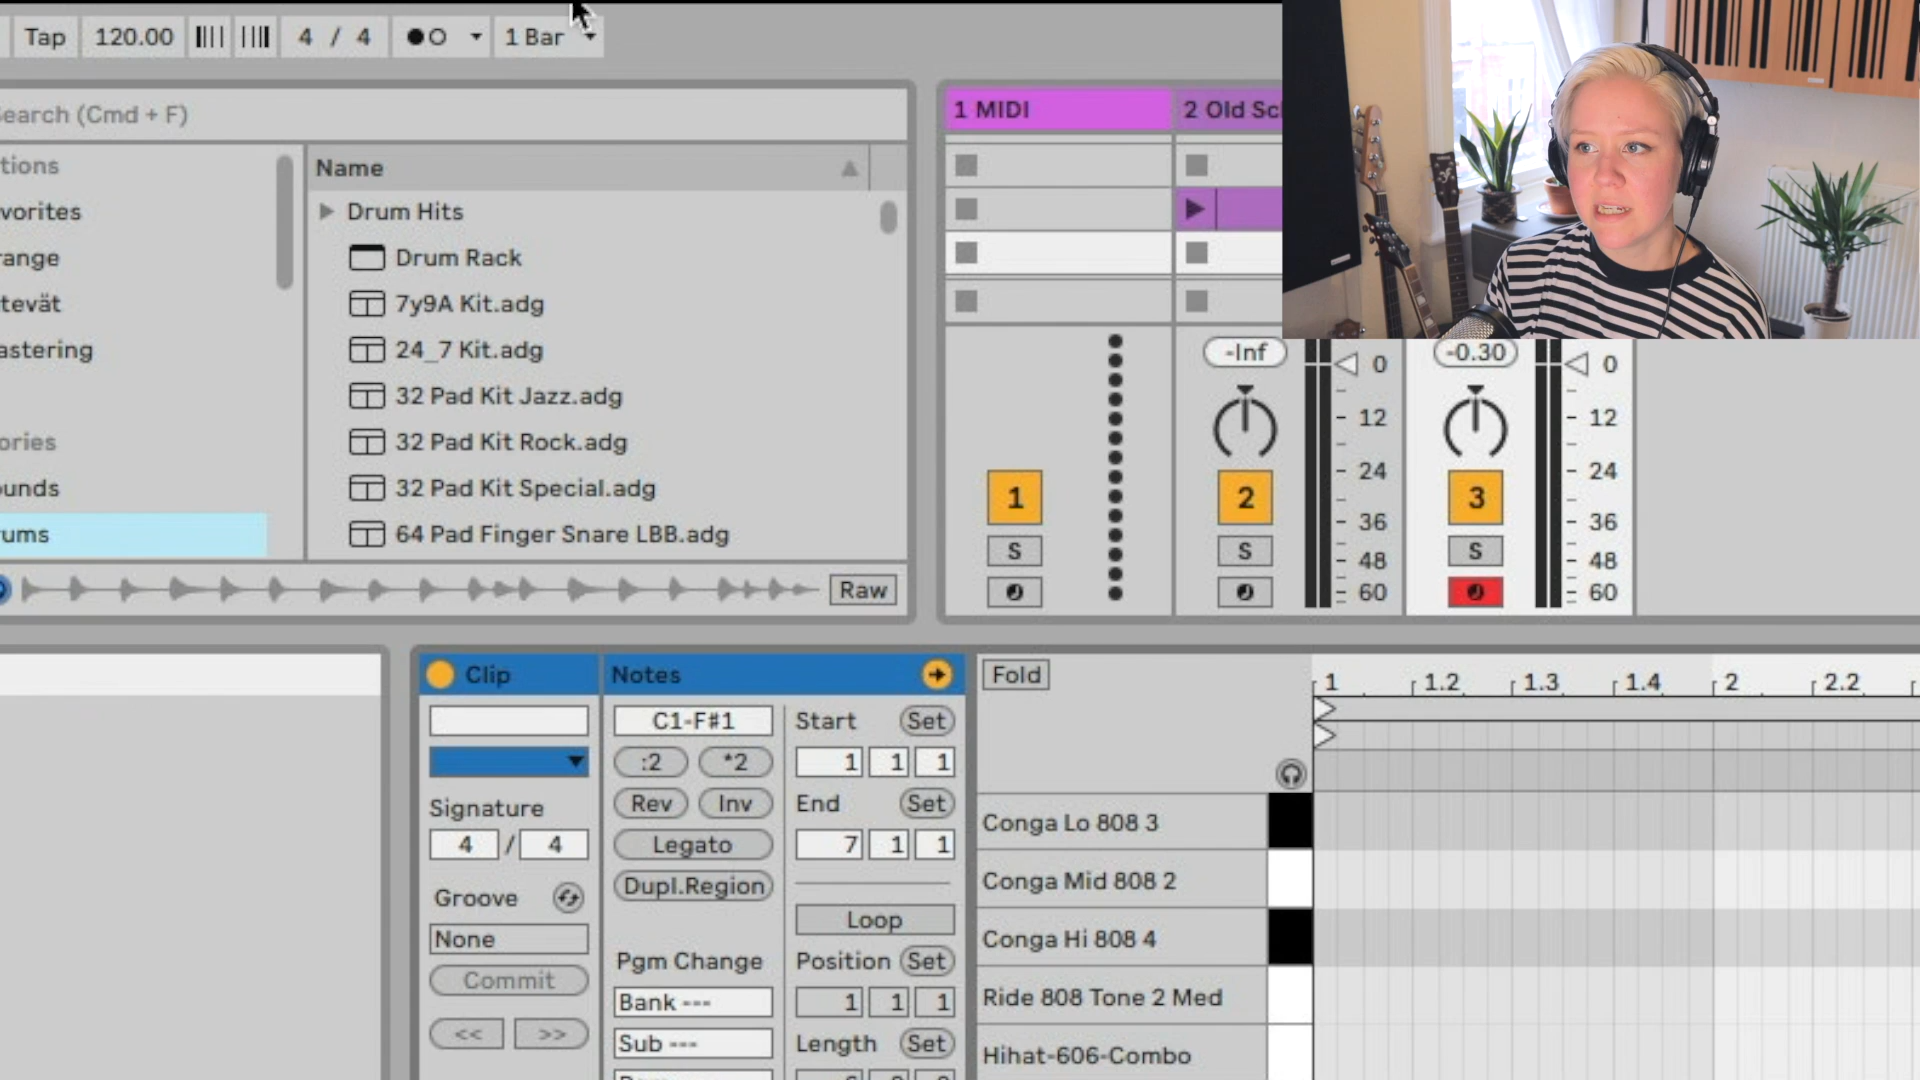 Tap 120.00 4 / 4 1 Bar
Search (Cmd + F)
tions
vorites
range
tevät
astering
ories
ounds
rums
Name
Drum Hits
Drum Rack
7y9A Kit.adg
24_7 Kit.adg
32 Pad Kit Jazz.adg
32 Pad Kit Rock.adg
32 Pad Kit Special.adg
64 Pad Finger Snare LBB.adg
Raw
1 MIDI
2 Old Sc
-Inf
-0.30
0
12
24
36
48
60
0
12
24
36
48
60
1
2
3
S
S
S
Clip
Signature
4 / 4
Groove
None
Commit
<< >>
Notes
C1-F#1
:2 *2
Rev Inv
Legato
Dupl.Region
Pgm Change
Bank ---
Sub ---
Start Set
1 1 1
End Set
7 1 1
Loop
Position Set
1 1 1
Length Set
Fold
1 1.2 1.3 1.4 2 2.2
Conga Lo 808 3
Conga Mid 808 2
Conga Hi 808 4
Ride 808 Tone 2 Med
Hihat-606-Combo